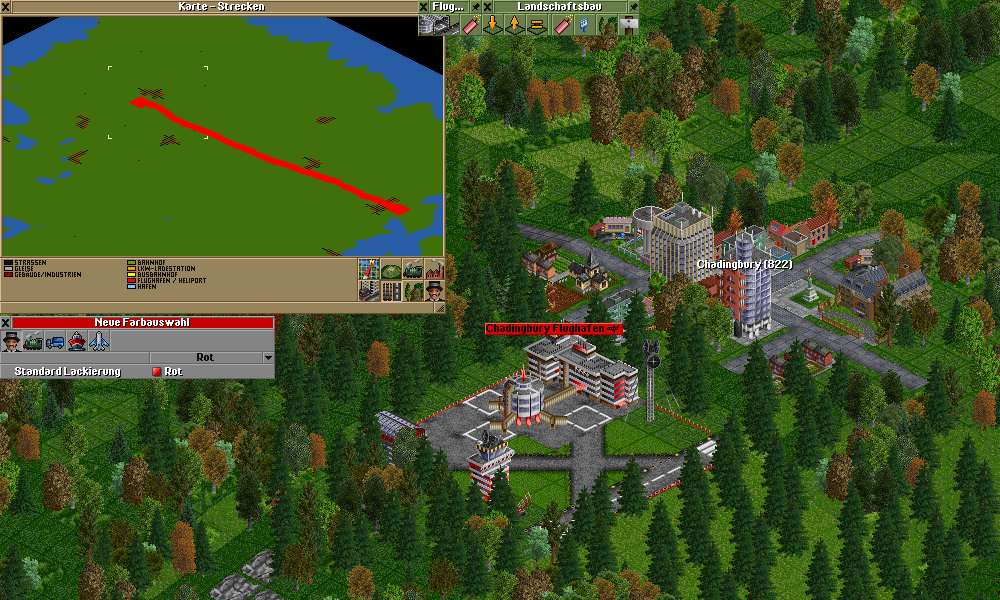 Karte - Strecken
Flug...
Landschaftsbau
STRASSEN
GLEISE
GEBÄUDE/INDUSTRIEN
BAHNHOF
LKW-LADESTATION
BUSBAHNHOF
FLUGHAFEN / HELIPORT
HAFEN
Neue Farbauswahl
Rot
Standard Lackierung
Rot
Chadingbury (822)
Chadingbury Flughafen